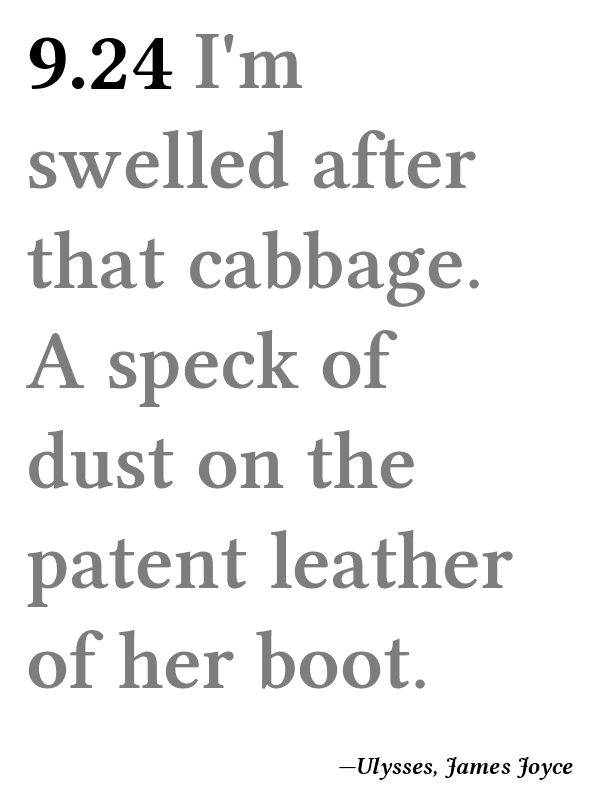 9.24 I'm
swelled after
that cabbage.
A speck of
dust on the
patent leather
of her boot.
—Ulysses, James Joyce